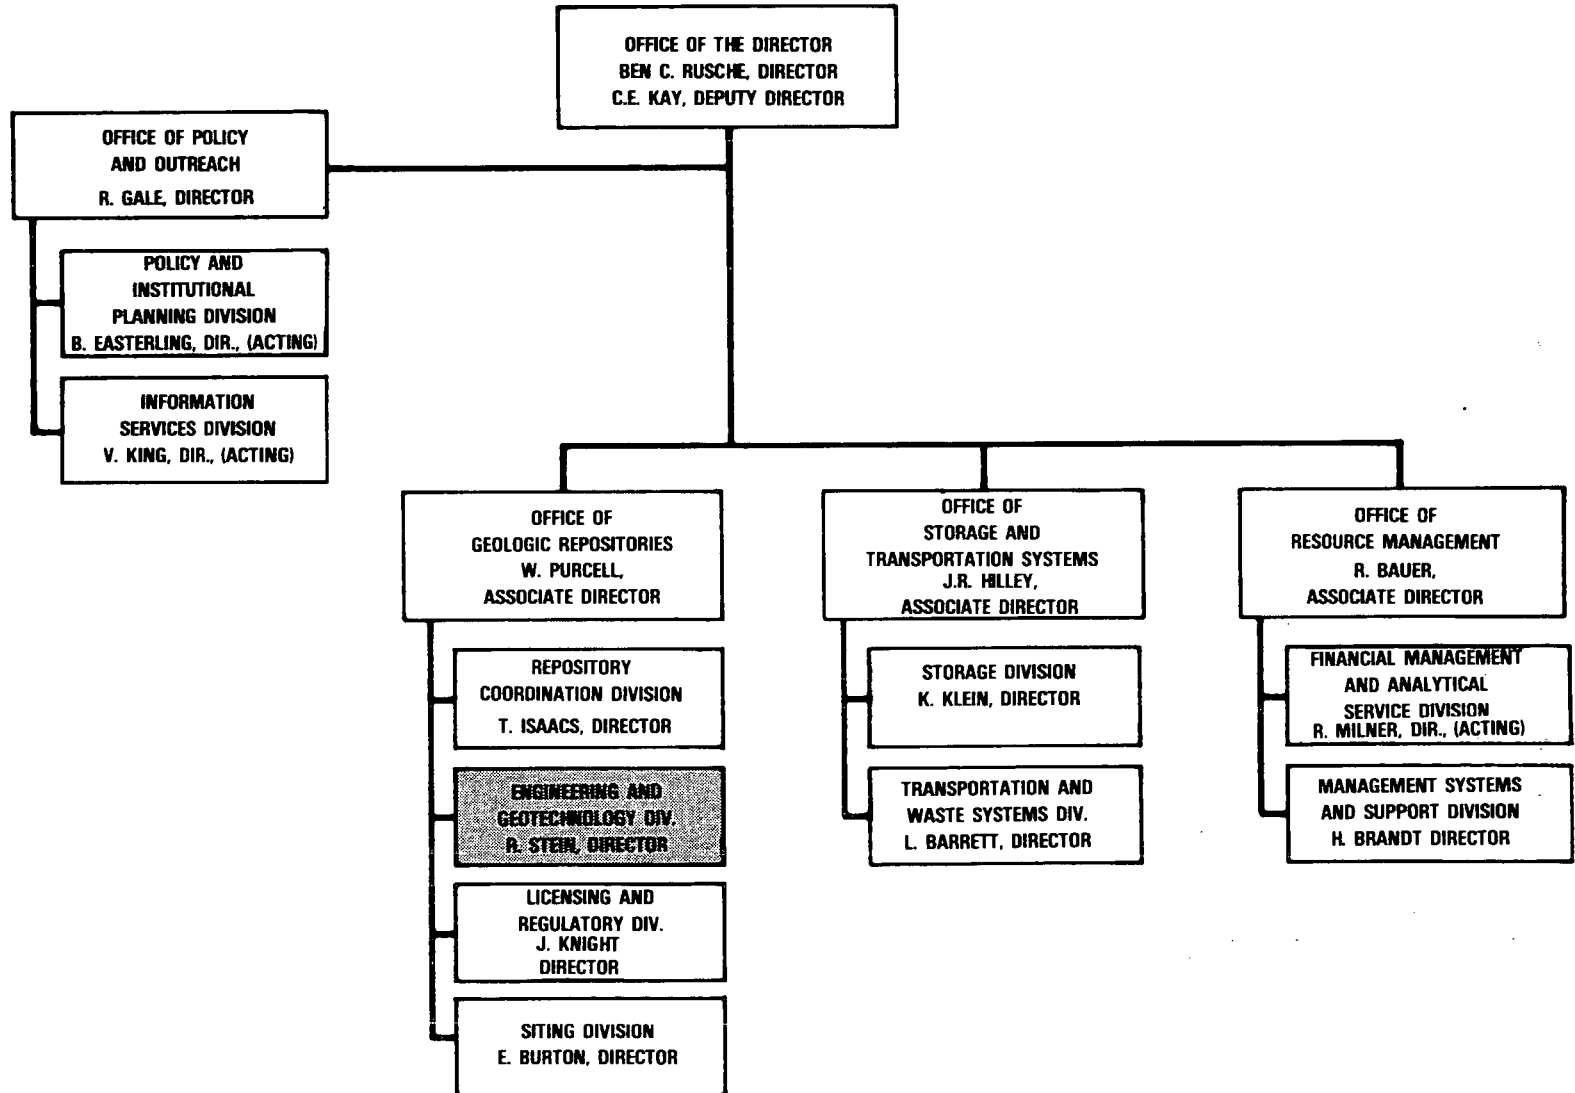 OFFICE OF THE DIRECTOR
BEN C. RUSCHE, DIRECTOR
C.E. KAY, DEPUTY DIRECTOR
OFFICE OF POLICY
AND OUTREACH
R. GALE, DIRECTOR
POLICY AND
INSTITUTIONAL
PLANNING DIVISION
B. EASTERLING, DIR., (ACTING)
INFORMATION
SERVICES DIVISION
V. KING, DIR., (ACTING)
OFFICE OF
GEOLOGIC REPOSITORIES
W. PURCELL,
ASSOCIATE DIRECTOR
REPOSITORY
COORDINATION DIVISION
T. ISAACS, DIRECTOR
ENGINEERING AND
GEOTECHNOLOGY DIV.
R. STEIN, DIRECTOR
LICENSING AND
REGULATORY DIV.
J. KNIGHT
DIRECTOR
SITING DIVISION
E. BURTON, DIRECTOR
OFFICE OF
STORAGE AND
TRANSPORTATION SYSTEMS
J.R. HILLEY,
ASSOCIATE DIRECTOR
STORAGE DIVISION
K. KLEIN, DIRECTOR
TRANSPORTATION AND
WASTE SYSTEMS DIV.
L. BARRETT, DIRECTOR
OFFICE OF
RESOURCE MANAGEMENT
R. BAUER,
ASSOCIATE DIRECTOR
FINANCIAL MANAGEMENT
AND ANALYTICAL
SERVICE DIVISION
R. MILNER, DIR., (ACTING)
MANAGEMENT SYSTEMS
AND SUPPORT DIVISION
H. BRANDT DIRECTOR